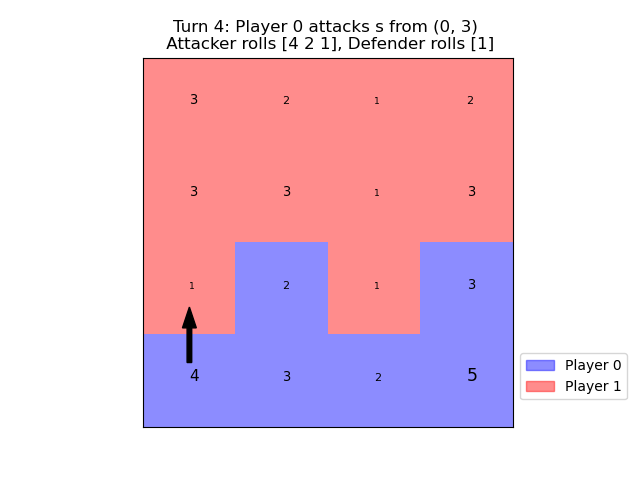 Turn 4: Player 0 attacks s from (0, 3)
Attacker rolls [4 2 1], Defender rolls [1]
3 2 1 2
3 3 1 3
1 2 1 3
4 3 2 5
Player 0
Player 1